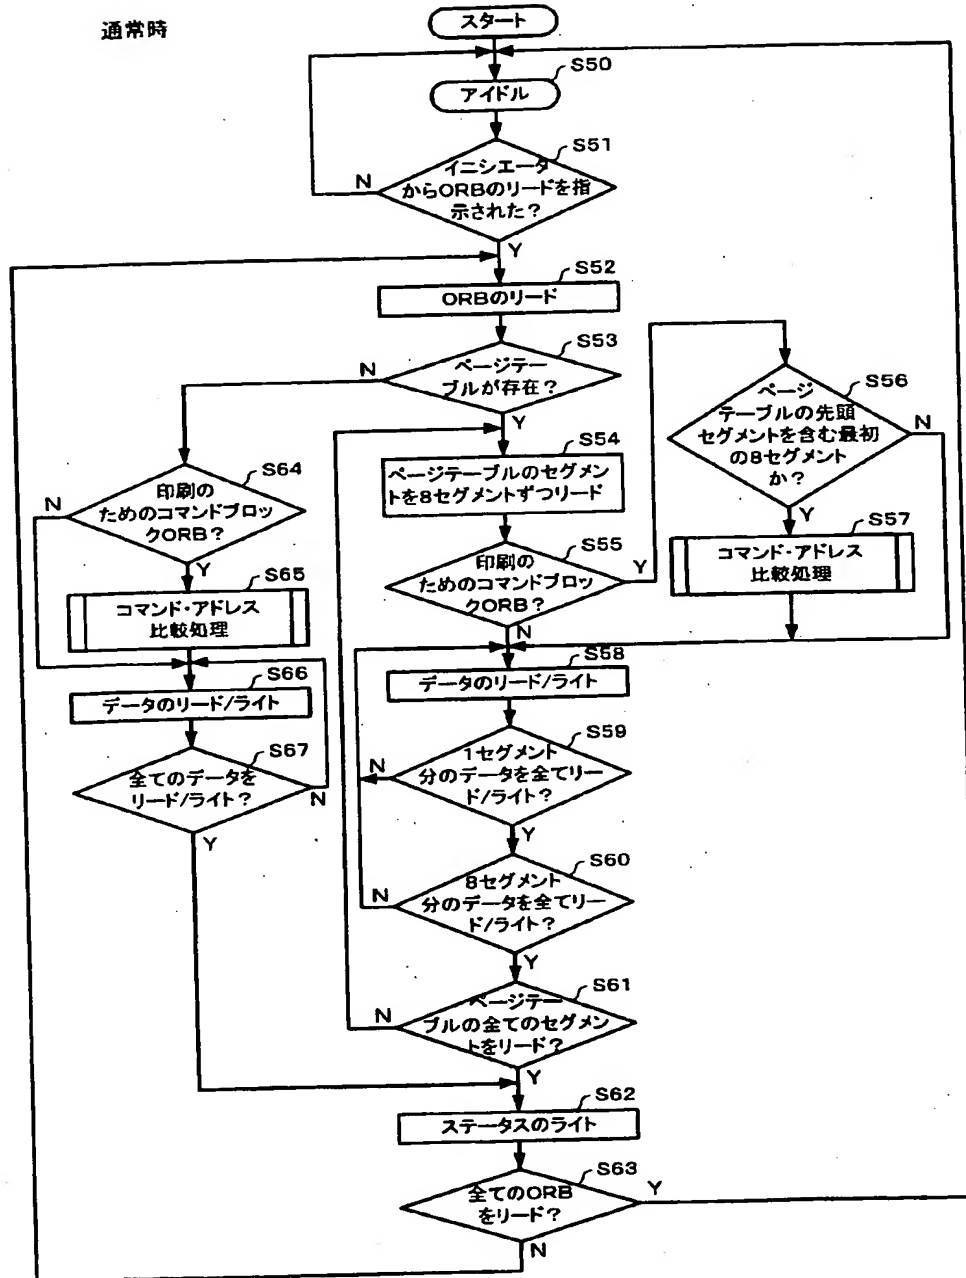 通常時
スタート
S50
アイドル
S51
イニシエータ
からORBのリードを指
示された?
N
Y
S52
ORBのリード
S53
ページテー
ブルが存在?
N
Y
S54
ページテーブルのセグメン
トを8セグメントずつリード
S55
印刷の
ためのコマンドブロッ
クORB?
Y
N
S56
ページ
テーブルの先頭
セグメントを含む最初
の8セグメント
か?
N
Y
S57
コマンド・アドレス
比較処理
S64
印刷の
ためのコマンドブロッ
クORB?
N
Y
S65
コマンド・アドレス
比較処理
S66
データのリード/ライト
S67
全てのデータを
リード/ライト?
N
Y
S58
データのリード/ライト
S59
1セグメント
分のデータを全てリー
ド/ライト?
N
Y
S60
8セグメント
分のデータを全てリー
ド/ライト?
N
Y
S61
ページテー
ブルの全てのセグメン
トをリード?
N
Y
S62
ステータスのライト
S63
全てのORB
をリード?
Y
N